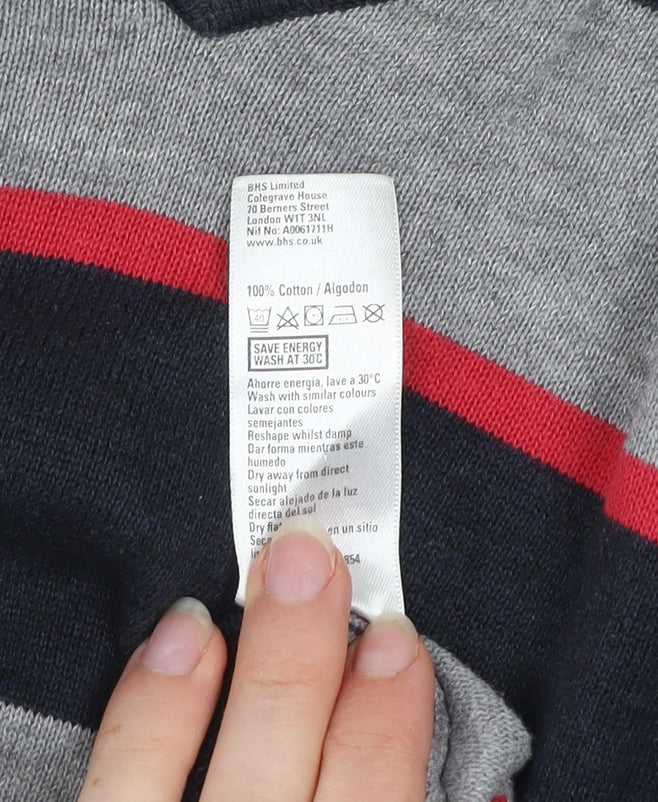 BHS Limited
Colegrave House
70 Berners Street
London W1T 3NL
Nif No: A0061711H
www.bhs.co.uk
100% Cotton / Algodon
40
SAVE ENERGY
WASH AT 30°C
Ahorre energia, lave a 30°C
Wash with similar colours
Lavar con colores
semejantes
Reshape whilst damp
Dar forma mientras este
humedo
Dry away from direct
sunlight
Secar alejado de la luz
directa del sol
Dry en un sitio
854